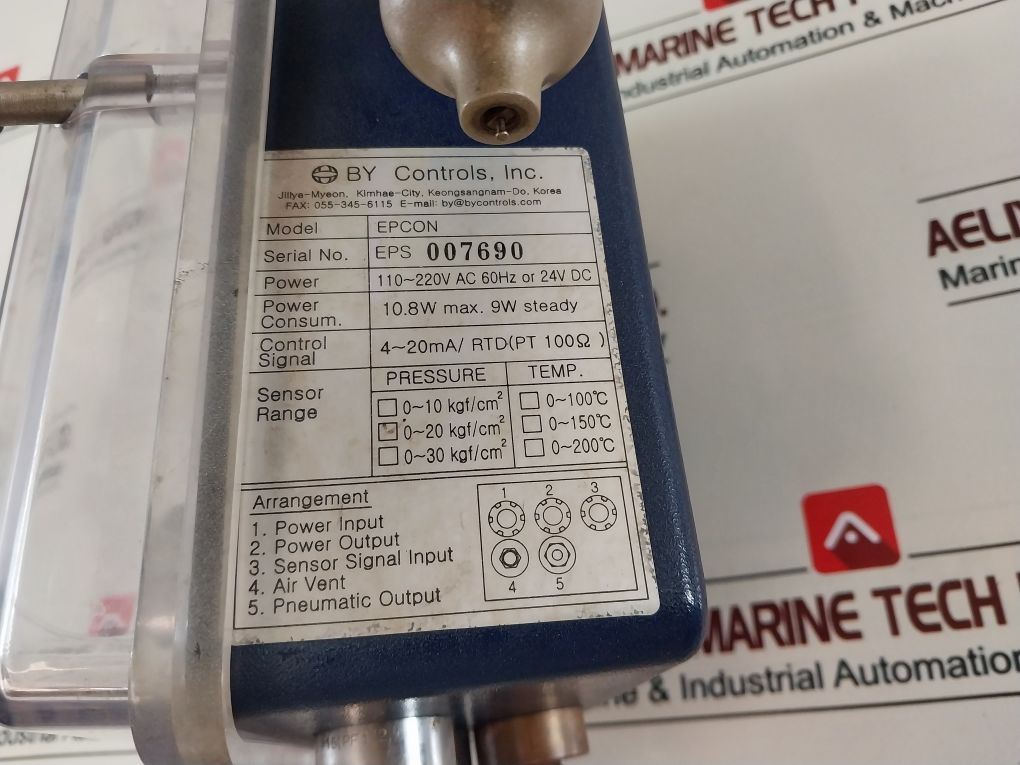 MARINE TECH
Industrial Automation & Mach
BY Controls, Inc.
Jillye-Myeon, Kimhae-City, Keongsangnam-Do, Korea
FAX: 055-345-6115 E-mail: by@bycontrols.com
Model EPCON
Serial No. EPS 007690
Power 110~220V AC 60Hz or 24V DC
Power Consum. 10.8W max. 9W steady
Control Signal 4~20mA/ RTD(PT 100Ω )
Sensor Range
PRESSURE TEMP.
0~10 kgf/cm² 0~100℃
0~20 kgf/cm² 0~150℃
0~30 kgf/cm² 0~200℃
Arrangement
1. Power Input
2. Power Output
3. Sensor Signal Input
4. Air Vent
5. Pneumatic Output
1 2 3
4 5
AELD
Marin
MARINE TECH
ne & Industrial Automation